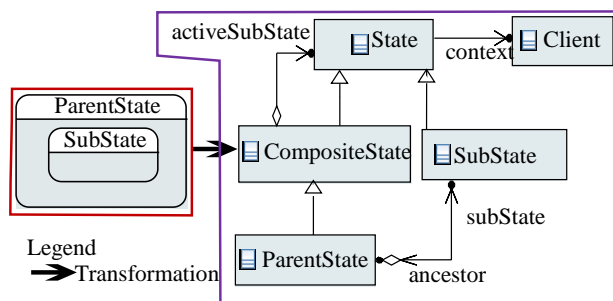 activeSubState
State
context
Client
ParentState
SubState
CompositeState
SubState
subState
Legend
Transformation
ParentState
ancestor